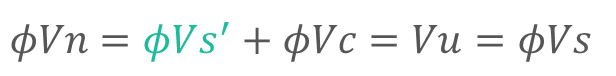 ϕVn = ϕVs′ + ϕVc = Vu = ϕVs